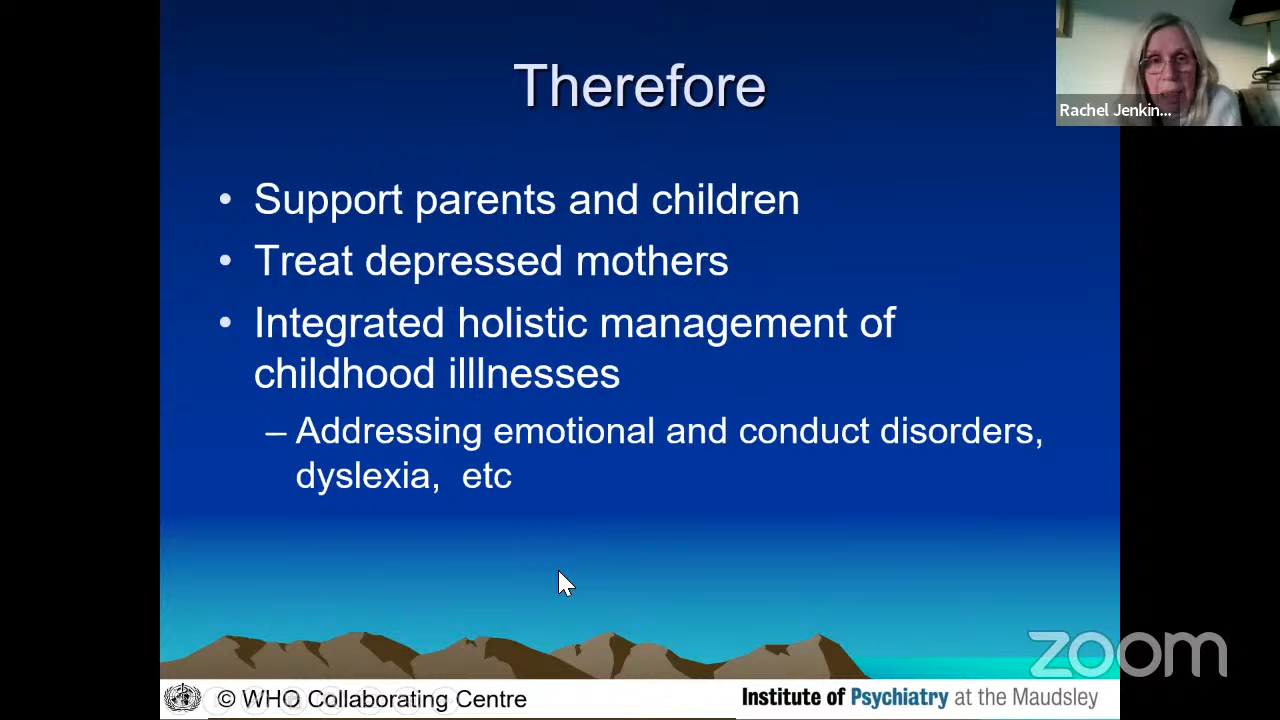 Therefore
Rachel Jenkin...
• Support parents and children
• Treat depressed mothers
• Integrated holistic management of
childhood illlnesses
– Addressing emotional and conduct disorders,
dyslexia, etc
zoom
© WHO Collaborating Centre
Institute of Psychiatry at the Maudsley